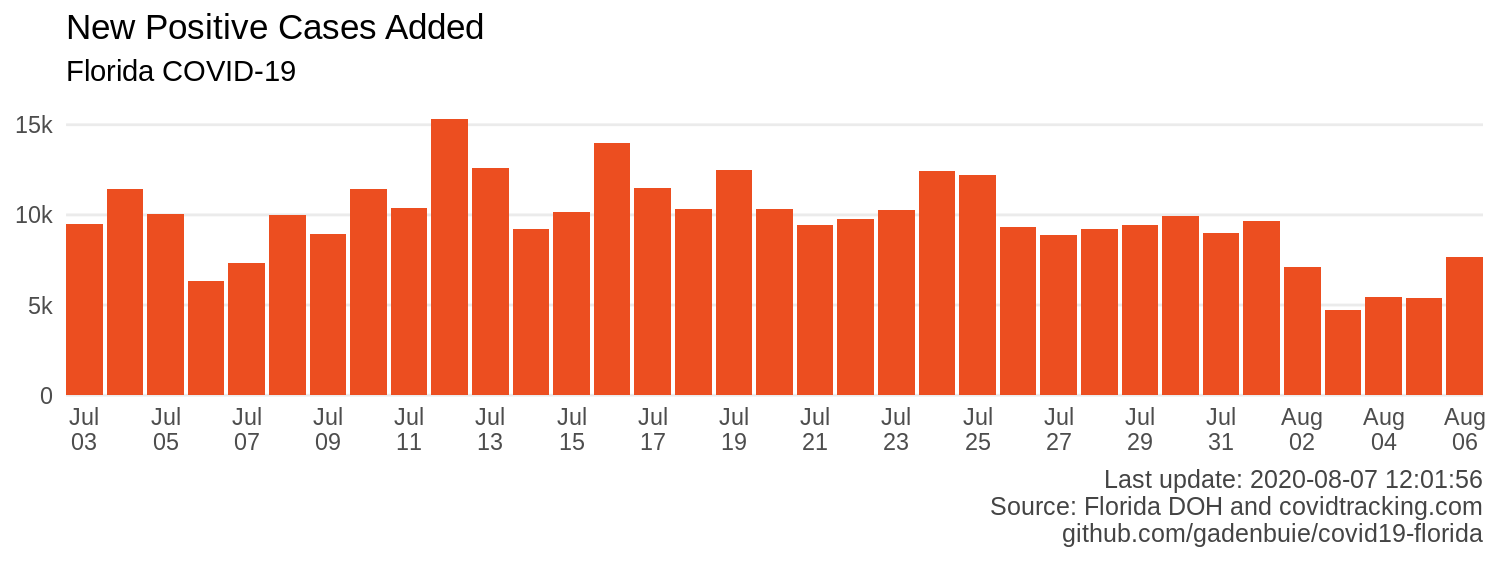 New Positive Cases Added
Florida COVID-19
15k
10k
5k
0
Jul Jul Jul Jul Jul Jul Jul Jul Jul Jul Jul Jul Jul Jul Jul Aug Aug Aug
03 05 07 09 11 13 15 17 19 21 23 25 27 29 31 02 04 06
Last update: 2020-08-07 12:01:56
Source: Florida DOH and covidtracking.com
github.com/gadenbuie/covid19-florida